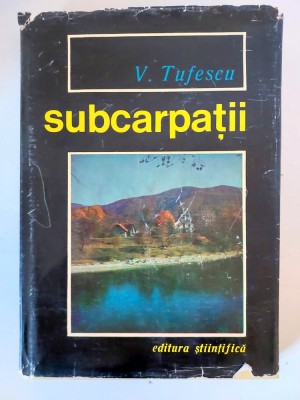 V. Tufescu
subcarpații
editura științifică